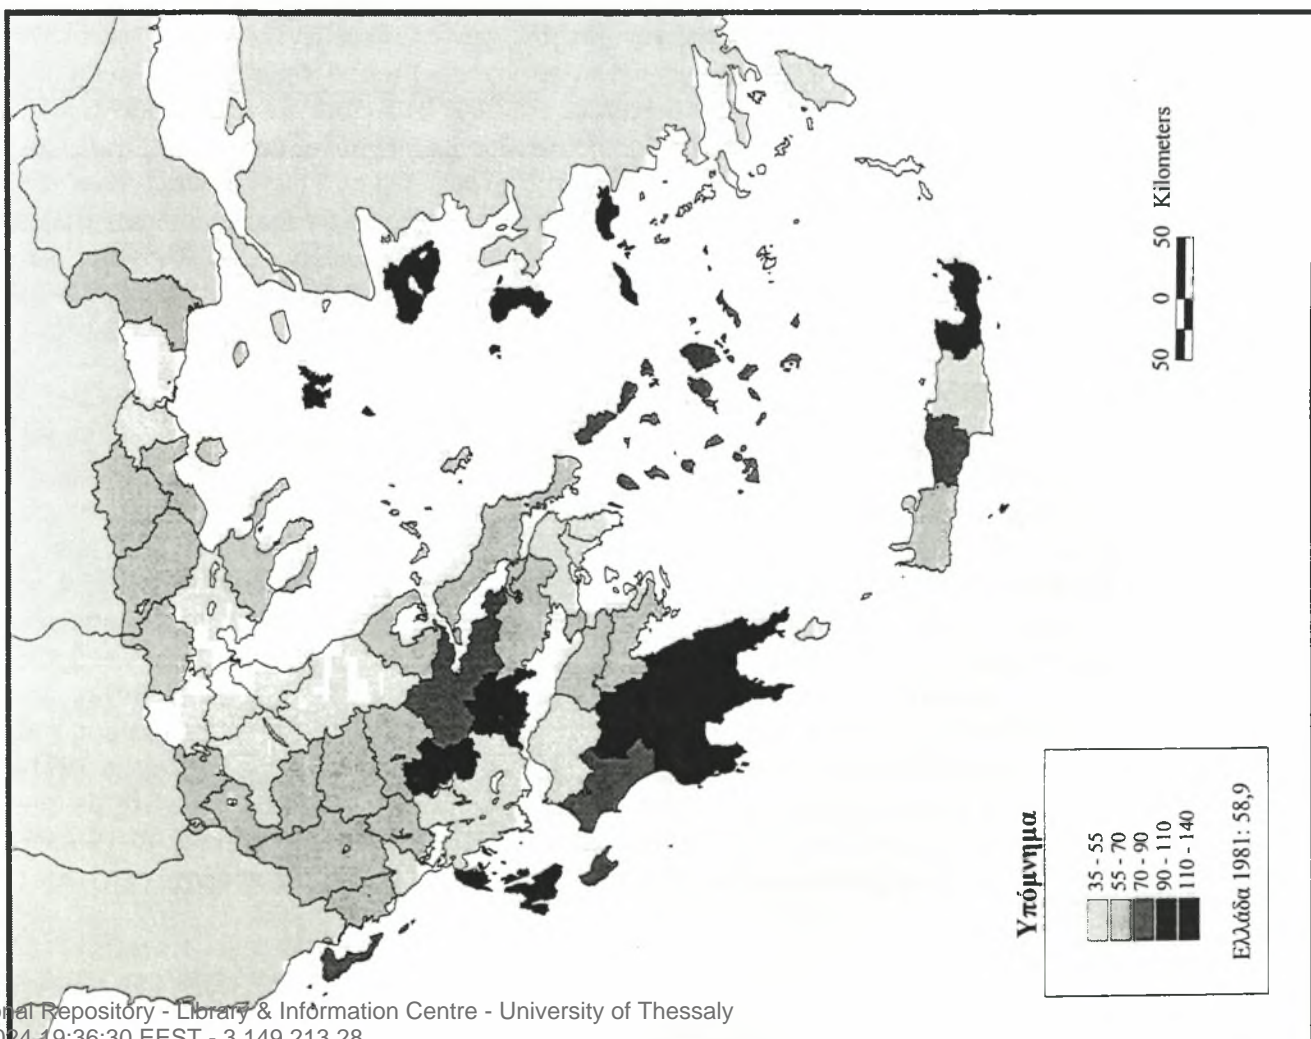 50 0 50 Kilometers
Υπόμνημα
35 - 55
55 - 70
70 - 90
90 - 110
110 - 140
Ελλάδα 1981: 58,9
Repository - Library & Information Centre - University of Thessaly
19:36:30 EEST - 3.149.213.28